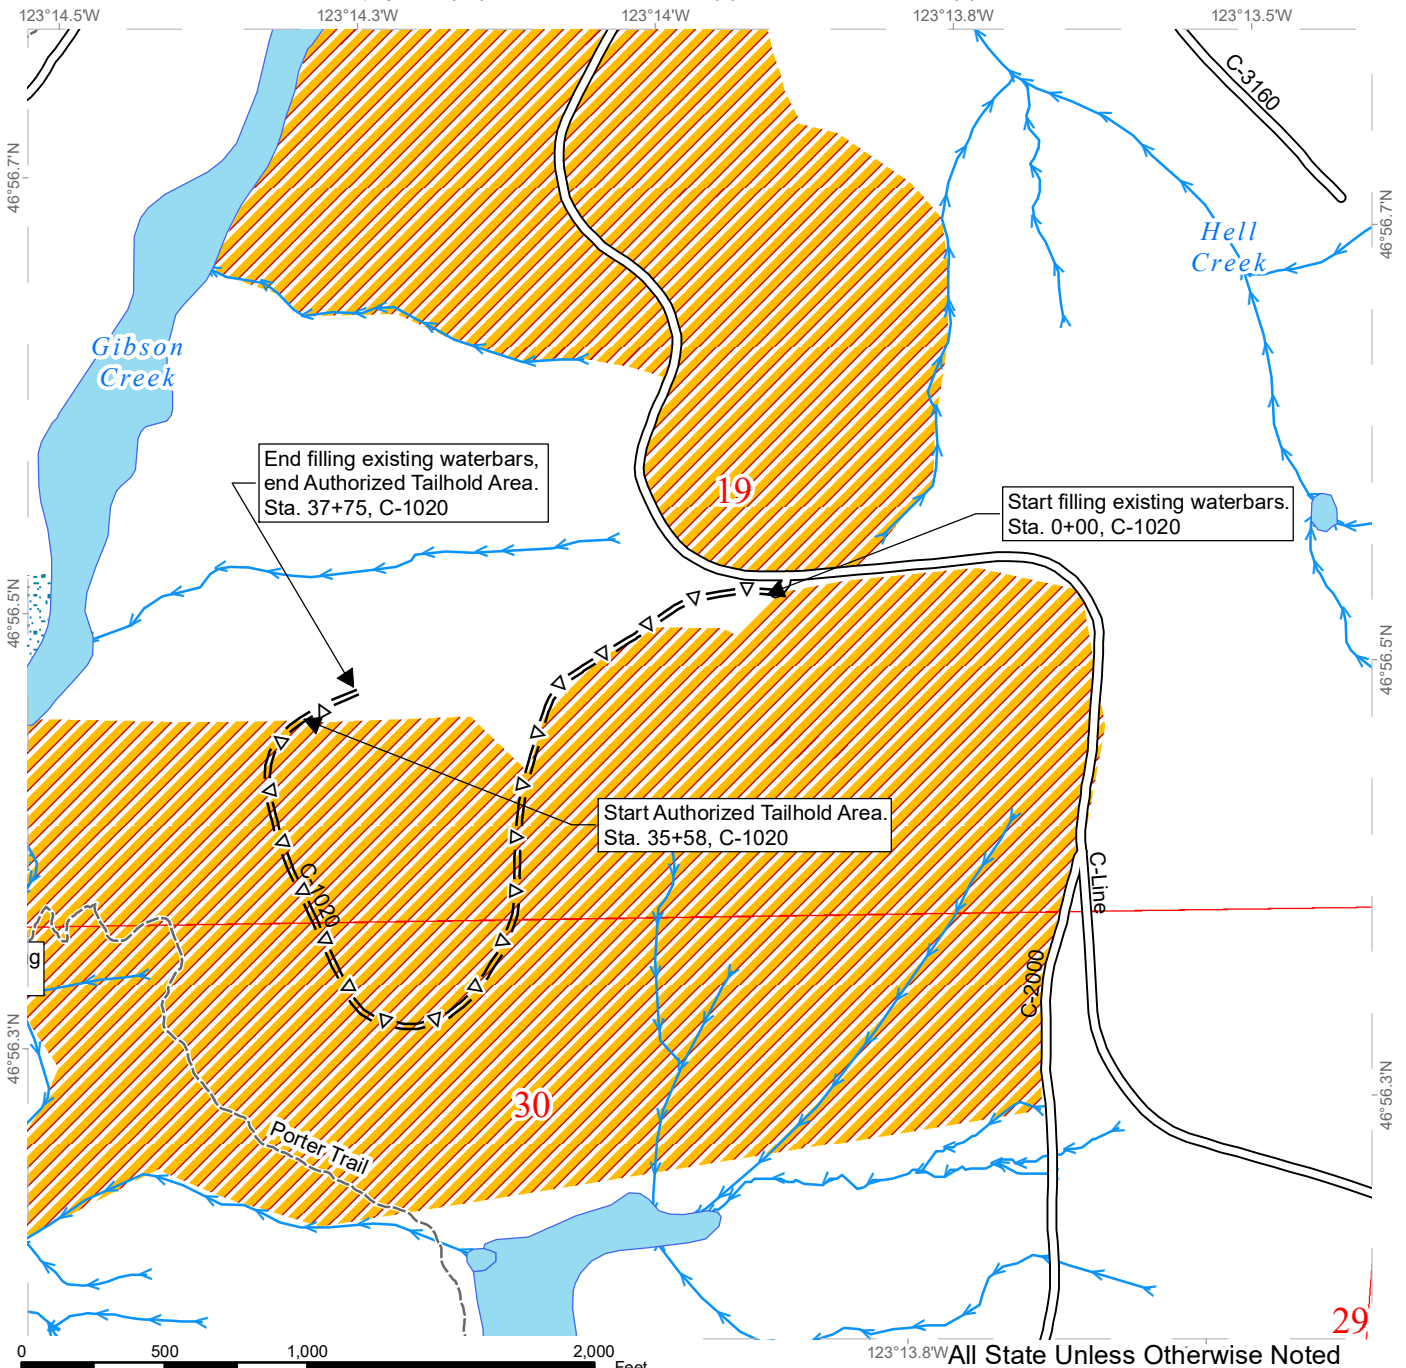 123°14.5'W 123°14.3'W 123°14'W 123°13.8'W 123°13.5'W
C-3160
46°56.7'N
46°56.7'N
Hell
Creek
Gibson
Creek
End filling existing waterbars,
end Authorized Tailhold Area.
Sta. 37+75, C-1020
19
Start filling existing waterbars.
Sta. 0+00, C-1020
46°56.5'N
46°56.5'N
Start Authorized Tailhold Area.
Sta. 35+58, C-1020
C-1020
C-Line
g
C-2000
46°56.3'N
46°56.3'N
30
Porter Trail
29
0 500 1,000 2,000
Feet
123°13.8'W
All State Unless Otherwise Noted